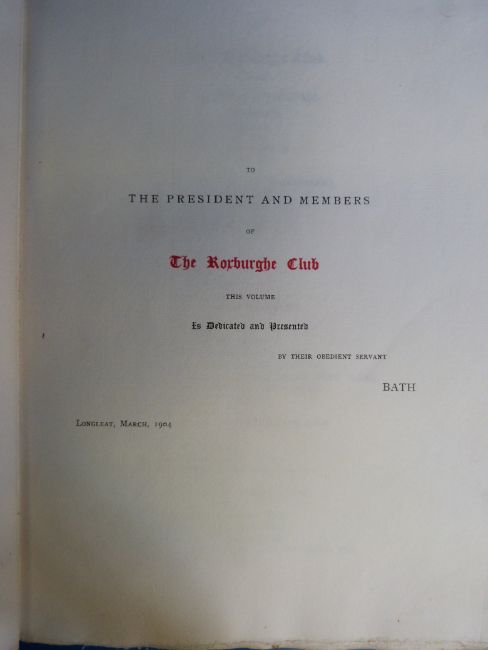 TO
THE PRESIDENT AND MEMBERS
OF
The Roxburghe Club
THIS VOLUME
Is Dedicated and Presented
BY THEIR OBEDIENT SERVANT
BATH
Longleat, March, 1904